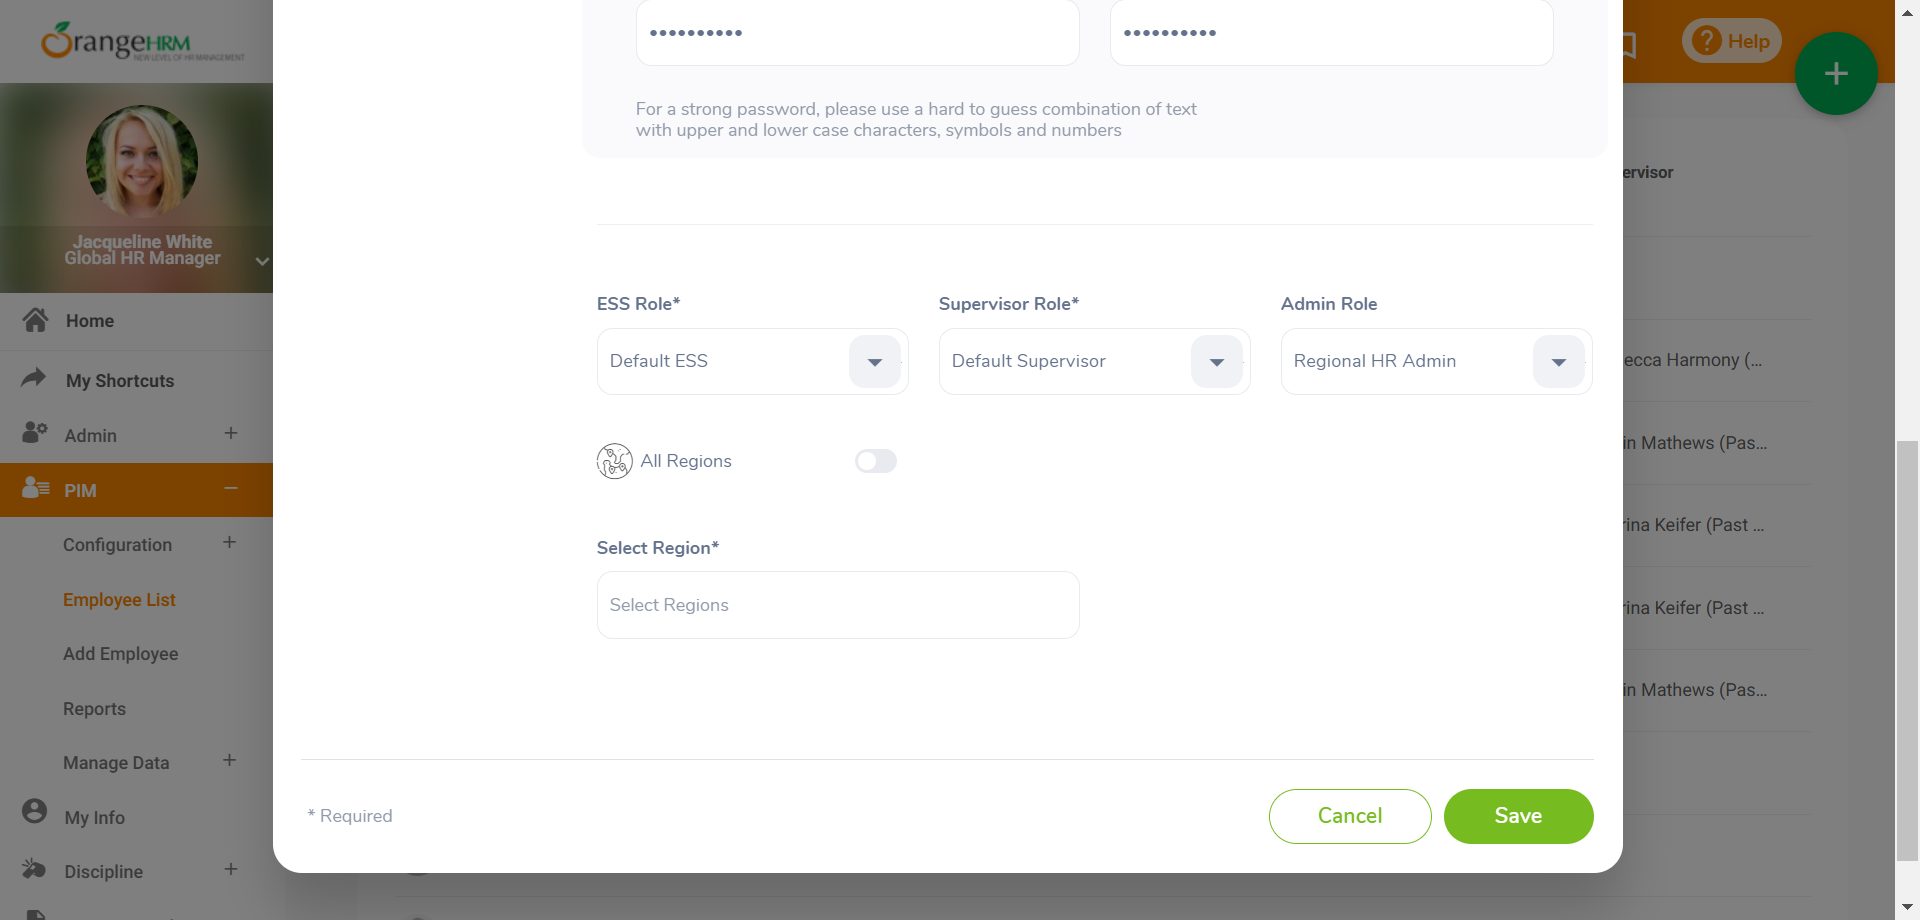 OrangeHRM
NEW LEVEL OF HR MANAGEMENT
Jacqueline White
Global HR Manager
Home
My Shortcuts
Admin
PIM
Configuration
Employee List
Add Employee
Reports
Manage Data
My Info
Discipline
••••••••••
••••••••••
For a strong password, please use a hard to guess combination of text
with upper and lower case characters, symbols and numbers
ESS Role*
Supervisor Role*
Admin Role
Default ESS
Default Supervisor
Regional HR Admin
All Regions
Select Region*
Select Regions
* Required
Cancel
Save
? Help
+
ervisor
ecca Harmony (...
in Mathews (Pas...
rina Keifer (Past ...
rina Keifer (Past ...
in Mathews (Pas...